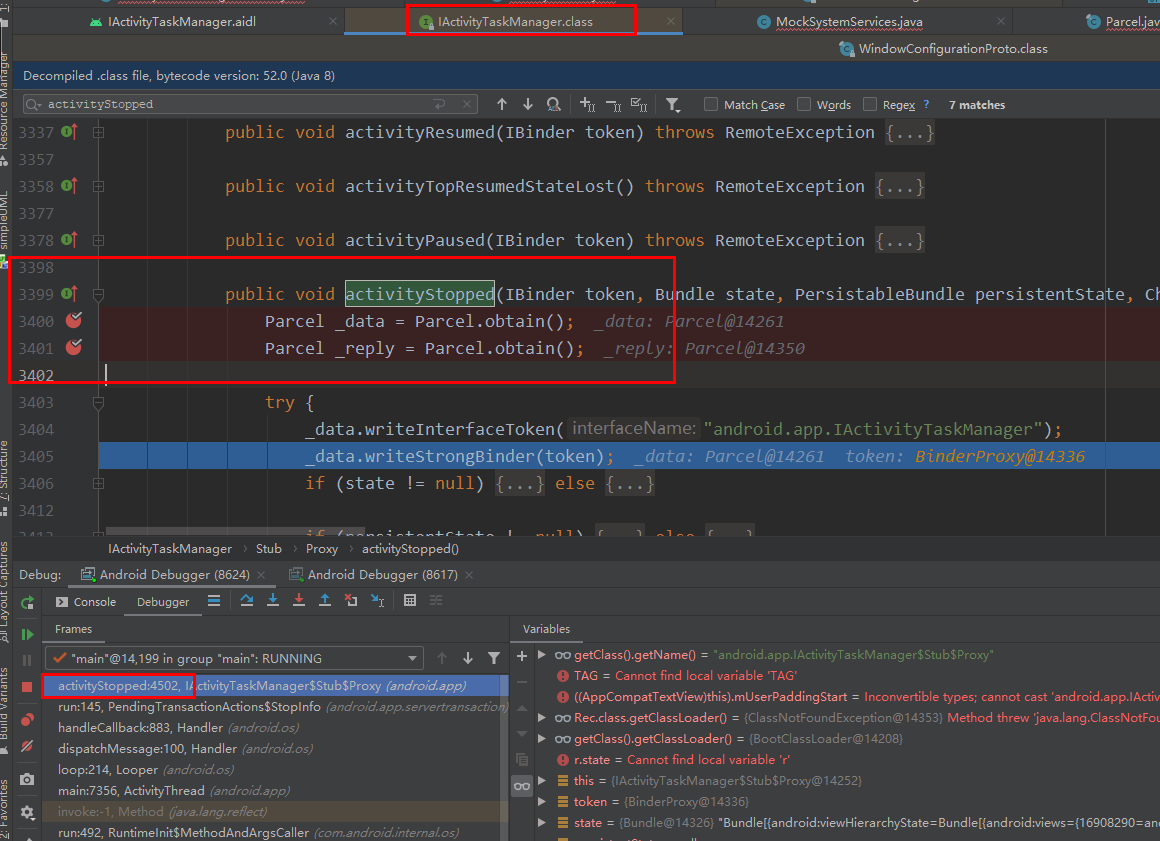 IActivityTaskManager.aidl
IActivityTaskManager.class
MockSystemServices.java
Parcel.jav
WindowConfigurationProto.class
Decompiled .class file, bytecode version: 52.0 (Java 8)
activityStopped
Match Case
Words
Regex ?
7 matches
3337 public void activityResumed(IBinder token) throws RemoteException {...}
3357
3358 public void activityTopResumedStateLost() throws RemoteException {...}
3377
3378 public void activityPaused(IBinder token) throws RemoteException {...}
3398
3399 public void activityStopped(IBinder token, Bundle state, PersistableBundle persistentState, Ch
3400 Parcel _data = Parcel.obtain(); _data: Parcel@14261
3401 Parcel _reply = Parcel.obtain(); _reply: Parcel@14350
3402
3403 try {
3404 _data.writeInterfaceToken( interfaceName: "android.app.IActivityTaskManager");
3405 _data.writeStrongBinder(token); _data: Parcel@14261 token: BinderProxy@14336
3406 if (state != null) {...} else {...}
3412
3413 if (persistentState != null) {...} else {...}
IActivityTaskManager › Stub › Proxy › activityStopped()
Debug: Android Debugger (8624) Android Debugger (8617)
Console Debugger
Frames
Variables
"main"@14,199 in group "main": RUNNING
activityStopped:4502, IActivityTaskManager$Stub$Proxy (android.app)
run:145, PendingTransactionActions$StopInfo (android.app.servertransaction)
handleCallback:883, Handler (android.os)
dispatchMessage:100, Handler (android.os)
loop:214, Looper (android.os)
main:7356, ActivityThread (android.app)
invoke:-1, Method (java.lang.reflect)
run:492, RuntimeInit$MethodAndArgsCaller (com.android.internal.os)
getClass().getName() = "android.app.IActivityTaskManager$Stub$Proxy"
TAG = Cannot find local variable 'TAG'
((AppCompatTextView)this).mUserPaddingStart = Inconvertible types; cannot cast 'android.app.IActi
Rec.class.getClassLoader() = {ClassNotFoundException@14353} Method threw 'java.lang.ClassNotFou
getClass().getClassLoader() = {BootClassLoader@14208}
r.state = Cannot find local variable 'r'
this = {IActivityTaskManager$Stub$Proxy@14252}
token = {BinderProxy@14336}
state = {Bundle@14326} "Bundle[{android:viewHierarchyState=Bundle[{android:views={16908290=and
Resource Manager
simpleUML
7: Structure
Layout Captures
Build Variants
2: Favorites